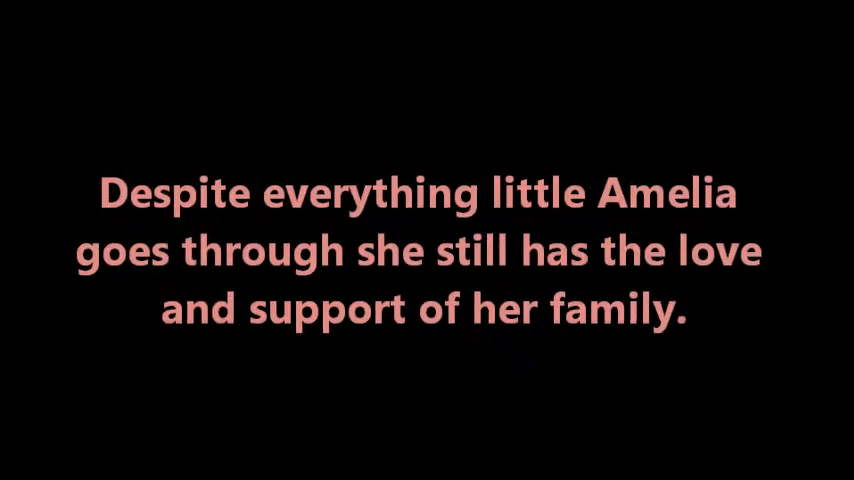 Despite everything little Amelia
goes through she still has the love
and support of her family.